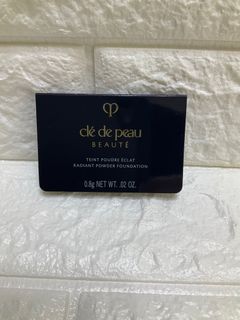 clé de peau
BEAUTÉ
TEINT POUDRE ÉCLAT
RADIANT POWDER FOUNDATION
0.8g NET WT. .02 OZ.